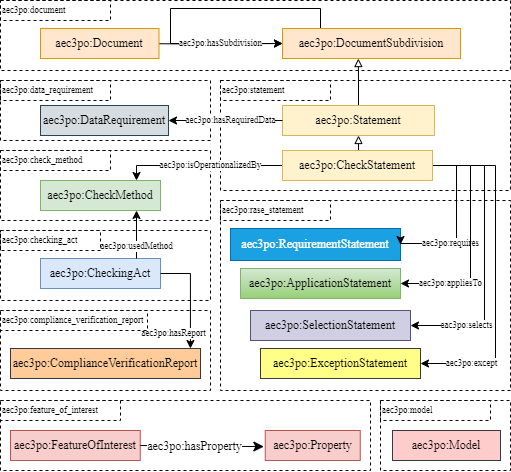 aec3po:document
aec3po:Document
aec3po:hasSubdivision
aec3po:DocumentSubdivision
aec3po:data_requirement
aec3po:statement
aec3po:DataRequirement
aec3po:hasRequiredData
aec3po:Statement
aec3po:check_method
aec3po:isOperationalizedBy
aec3po:CheckStatement
aec3po:CheckMethod
aec3po:rase_statement
aec3po:checking_act
aec3po:usedMethod
aec3po:RequirementStatement
aec3po:requires
aec3po:CheckingAct
aec3po:ApplicationStatement
aec3po:appliesTo
aec3po:compliance_verification_report
aec3po:hasReport
aec3po:SelectionStatement
aec3po:selects
aec3po:ComplianceVerificationReport
aec3po:ExceptionStatement
aec3po:except
aec3po:feature_of_interest
aec3po:model
aec3po:FeatureOfInterest
aec3po:hasProperty
aec3po:Property
aec3po:Model